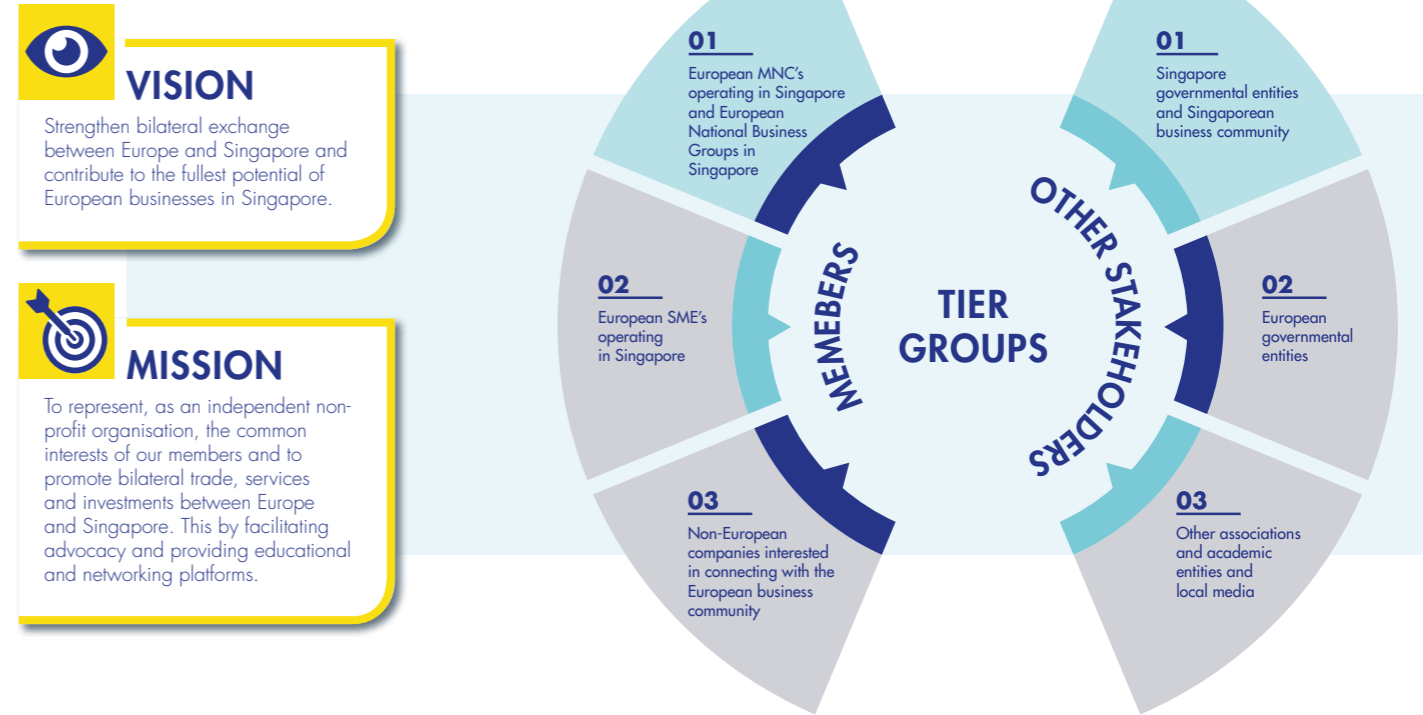 VISION
Strengthen bilateral exchange
between Europe and Singapore and
contribute to the fullest potential of
European businesses in Singapore.
MISSION
To represent, as an independent non-
profit organisation, the common
interests of our members and to
promote bilateral trade, services
and investments between Europe
and Singapore. This by facilitating
advocacy and providing educational
and networking platforms.
TIER
GROUPS
MEMEBERS
01
European MNC's
operating in Singapore
and European
National Business
Groups in
Singapore
02
European SME's
operating
in Singapore
03
Non-European
companies interested
in connecting with the
European business
community
OTHER STAKEHOLDERS
01
Singapore
governmental entities
and Singaporean
business community
02
European
governmental
entities
03
Other associations
and academic
entities and
local media